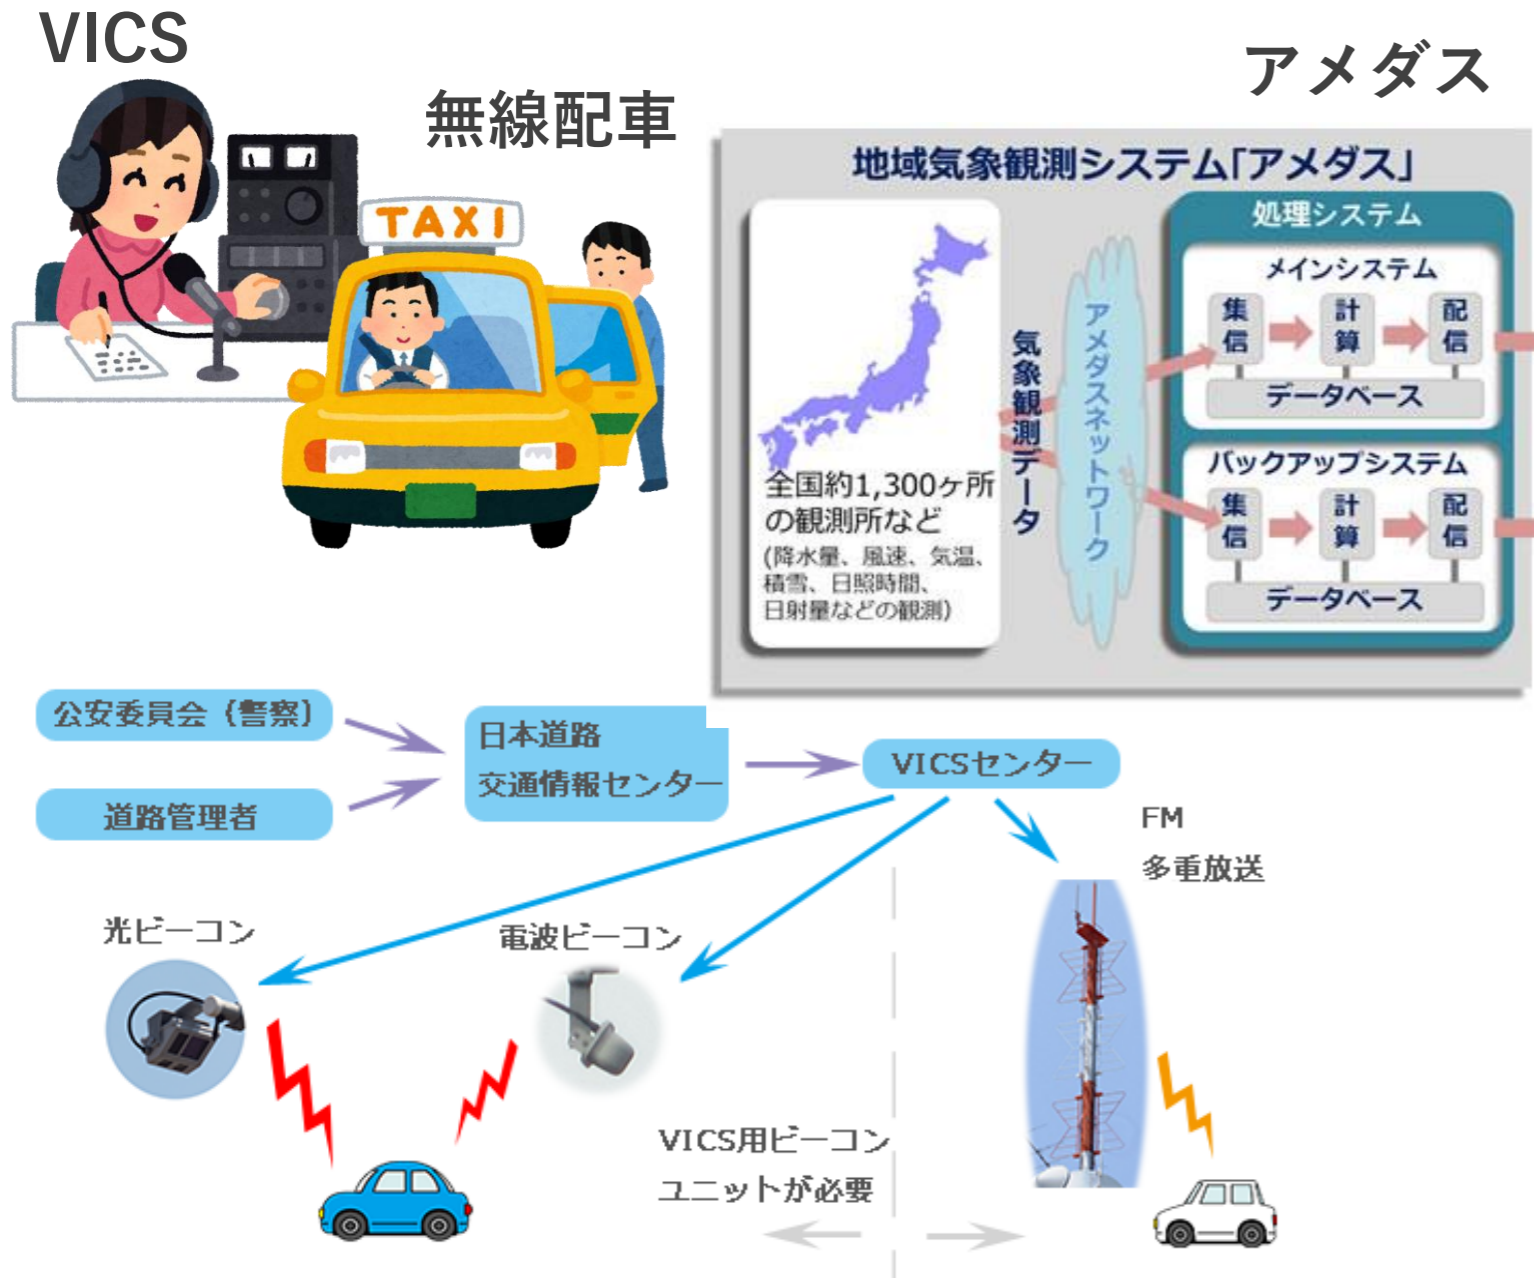 VICS
無線配車
アメダス
TAXI
地域気象観測システム「アメダス」
全国約1,300ヶ所
の観測所など
(降水量、風速、気温、
積雪、日照時間、
日射量などの観測)
気象観測データ
アメダスネットワーク
処理システム
メインシステム
集信
計算
配信
データベース
バックアップシステム
集信
計算
配信
データベース
公安委員会（警察）
道路管理者
日本道路
交通情報センター
VICSセンター
FM
多重放送
光ビーコン
電波ビーコン
VICS用ビーコン
ユニットが必要